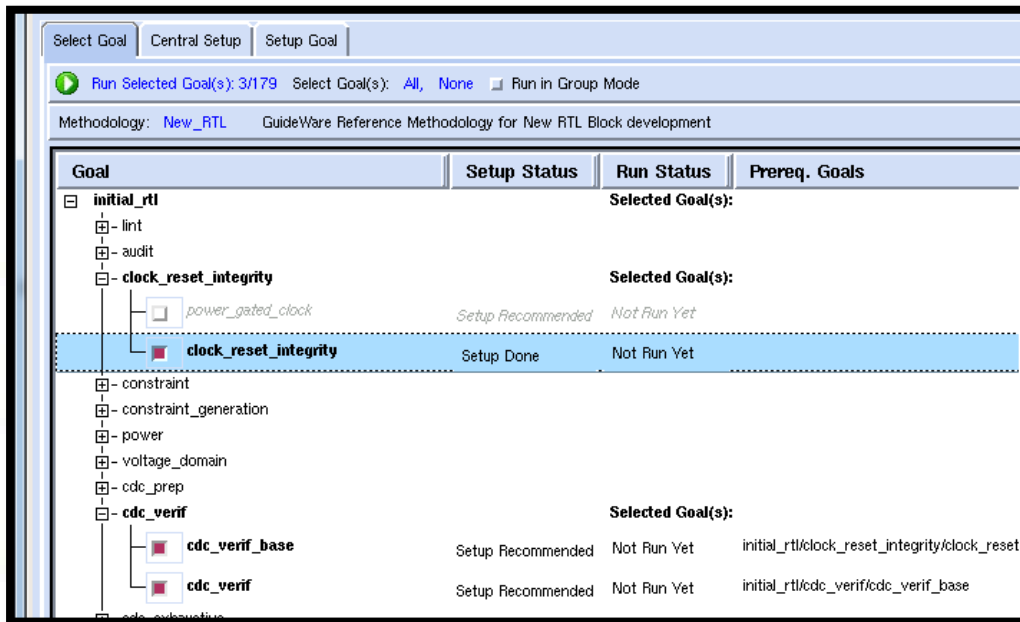 Select Goal Central Setup Setup Goal
Run Selected Goal(s): 3/179 Select Goal(s): All, None Run in Group Mode
Methodology: New_RTL GuideWare Reference Methodology for New RTL Block development
Goal Setup Status Run Status Prereq. Goals
initial_rtl Selected Goal(s):
lint
audit
clock_reset_integrity Selected Goal(s):
power_gated_clock Setup Recommended Not Run Yet
clock_reset_integrity Setup Done Not Run Yet
constraint
constraint_generation
power
voltage_domain
cdc_prep
cdc_verif Selected Goal(s):
cdc_verif_base Setup Recommended Not Run Yet initial_rtl/clock_reset_integrity/clock_reset
cdc_verif Setup Recommended Not Run Yet initial_rtl/cdc_verif/cdc_verif_base